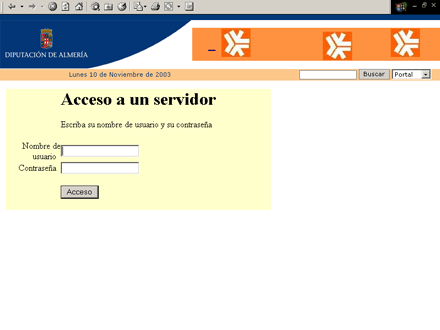 DIPUTACIÓN DE ALMERÍA
Lunes 10 de Noviembre de 2003
Buscar
Portal
Acceso a un servidor
Escriba su nombre de usuario y su contraseña
Nombre de
usuario
Contraseña
Acceso